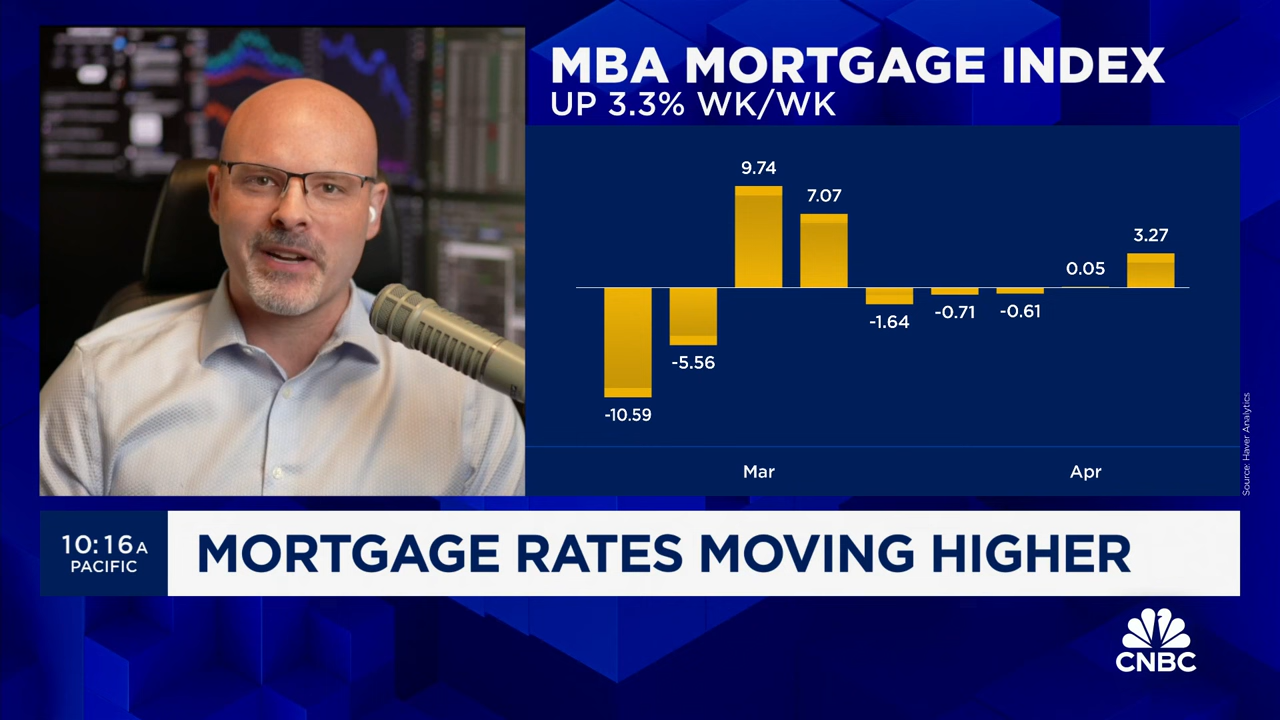 MBA MORTGAGE INDEX
UP 3.3% WK/WK
9.74
7.07
3.27
0.05
-0.71
-0.61
-1.64
-5.56
-10.59
Mar
Apr
Source: Haver Analytics
10:16A
PACIFIC
MORTGAGE RATES MOVING HIGHER
CNBC